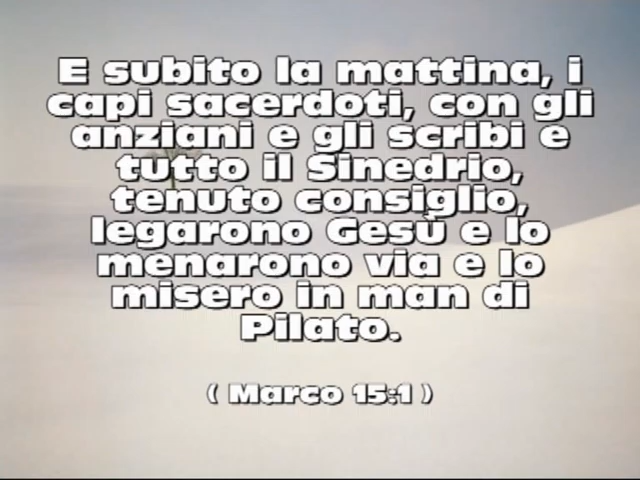 E subito la mattina, i
capi sacerdoti, con gli
anziani e gli scribi e
tutto il Sinedrio,
tenuto consiglio,
legarono Gesù e lo
menarono via e lo
misero in man di
Pilato.
( Marco 15:1 )